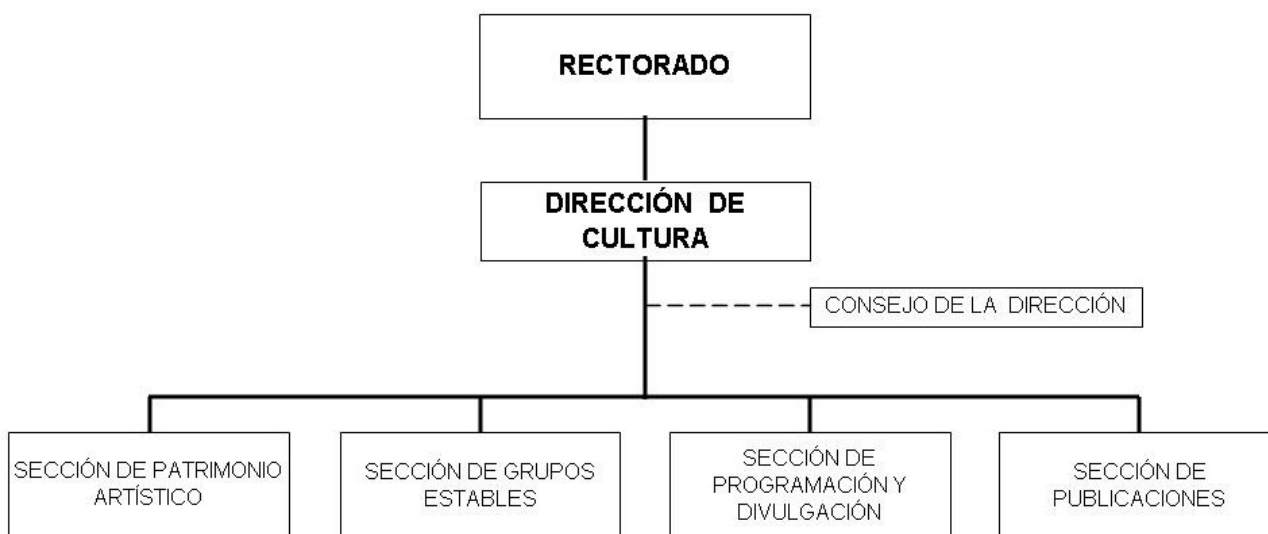 RECTORADO
DIRECCIÓN DE
CULTURA
CONSEJO DE LA DIRECCIÓN
SECCIÓN DE PATRIMONIO
ARTÍSTICO
SECCIÓN DE GRUPOS
ESTABLES
SECCIÓN DE
PROGRAMACIÓN Y
DIVULGACIÓN
SECCIÓN DE
PUBLICACIONES